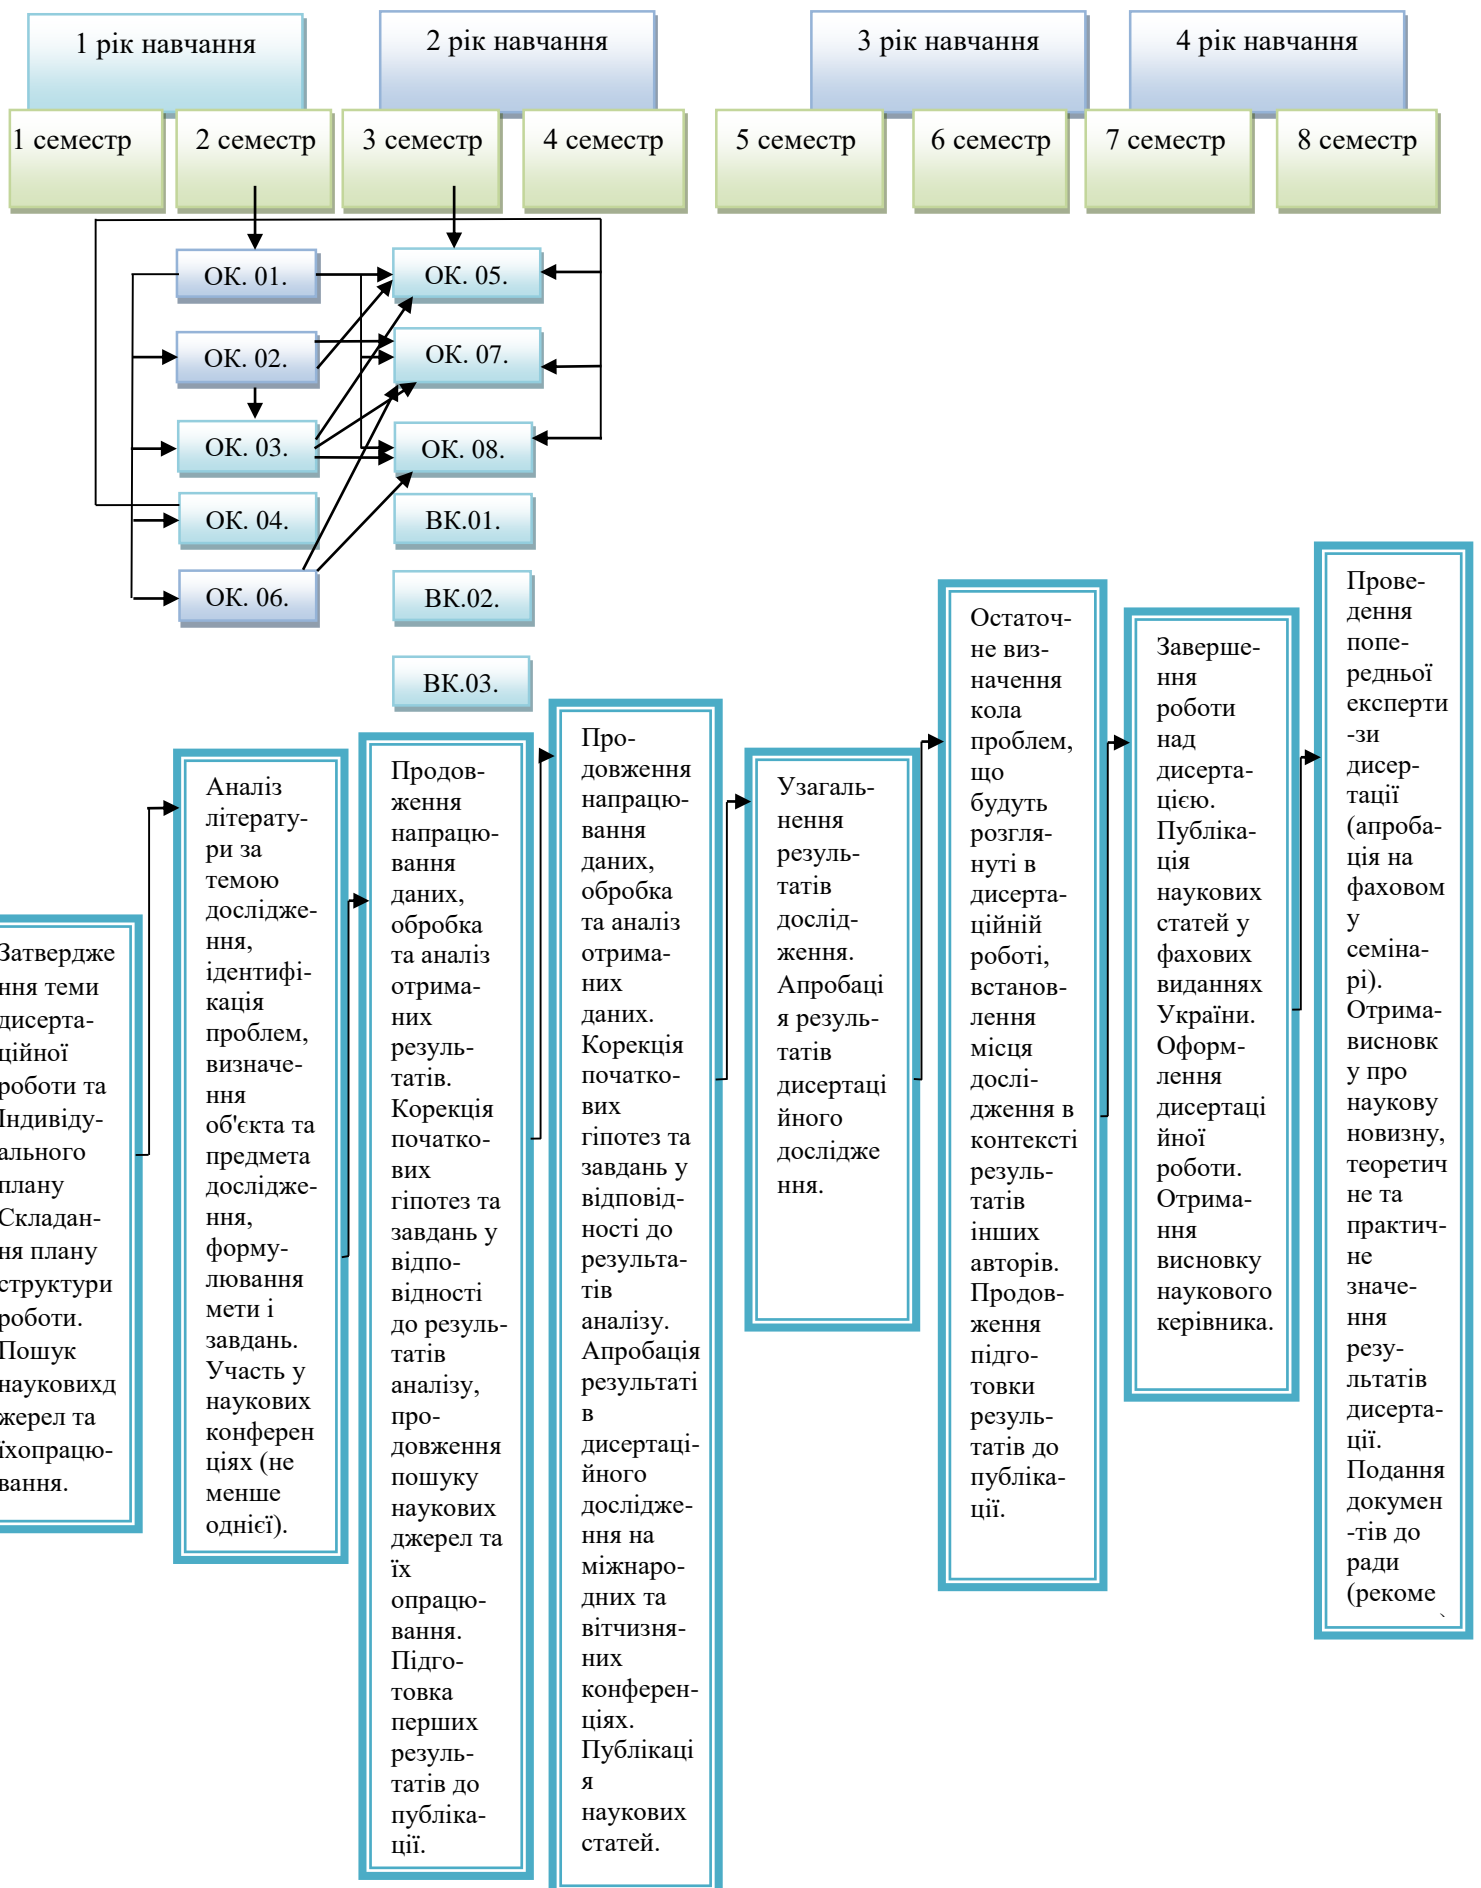 1 рік навчання
2 рік навчання
3 рік навчання
4 рік навчання
1 семестр
2 семестр
3 семестр
4 семестр
5 семестр
6 семестр
7 семестр
8 семестр
ОК. 01.
ОК. 05.
ОК. 02.
ОК. 07.
ОК. 03.
ОК. 08.
ОК. 04.
ВК.01.
ОК. 06.
ВК.02.
ВК.03.
Затвердже
ння теми
дисерта-
ційної
роботи та
Індивіду-
ального
плану
Складан-
ня плану
структури
роботи.
Пошук
науковихд
жерел та
їхопрацю-
вання.
Аналіз
літерату-
ри за
темою
дослідже-
ння,
ідентифі-
кація
проблем,
визначе-
ння
об'єкта та
предмета
дослідже-
ння,
форму-
лювання
мети і
завдань.
Участь у
наукових
конферен
ціях (не
менше
однієї).
Продов-
ження
напрацю-
вання
даних,
обробка
та аналіз
отрима-
них
резуль-
татів.
Корекція
початко-
вих
гіпотез та
завдань у
відпо-
відності
до резуль-
татів
аналізу,
про-
довження
пошуку
наукових
джерел та
їх
опрацю-
вання.
Підго-
товка
перших
резуль-
татів до
публіка-
ції.
Про-
довження
напрацю-
вання
даних,
обробка
та аналіз
отрима-
них
даних.
Корекція
початко-
вих
гіпотез та
завдань у
відповід-
ності до
результа-
тів
аналізу.
Апробація
результаті
в
дисертаці-
йного
дослідже-
ння на
міжнаро-
дних та
вітчизня-
них
конферен-
ціях.
Публікаці
я
наукових
статей.
Узагаль-
нення
резуль-
татів
дослід-
ження.
Апробаці
я резуль-
татів
дисертаці
йного
дослідже
ння.
Остаточ-
не виз-
начення
кола
проблем,
що
будуть
розгля-
нуті в
дисерта-
ційній
роботі,
встанов-
лення
місця
дослі-
дження в
контексті
резуль-
татів
інших
авторів.
Продов-
ження
підго-
товки
резуль-
татів до
публіка-
ції.
Заверше-
ння
роботи
над
дисерта-
цією.
Публіка-
ція
наукових
статей у
фахових
виданнях
України.
Оформ-
лення
дисертаці
йної
роботи.
Отрима-
ння
висновку
наукового
керівника.
Прове-
дення
попе-
редньої
експерти
-зи
дисер-
тації
(апроба-
ція на
фаховом
у
семіна-
рі).
Отрима-
висновк
у про
наукову
новизну,
теоретич
не та
практич-
не
значе-
ння
резу-
льтатів
дисерта-
ції.
Подання
докумен
-тів до
ради
(рекоме